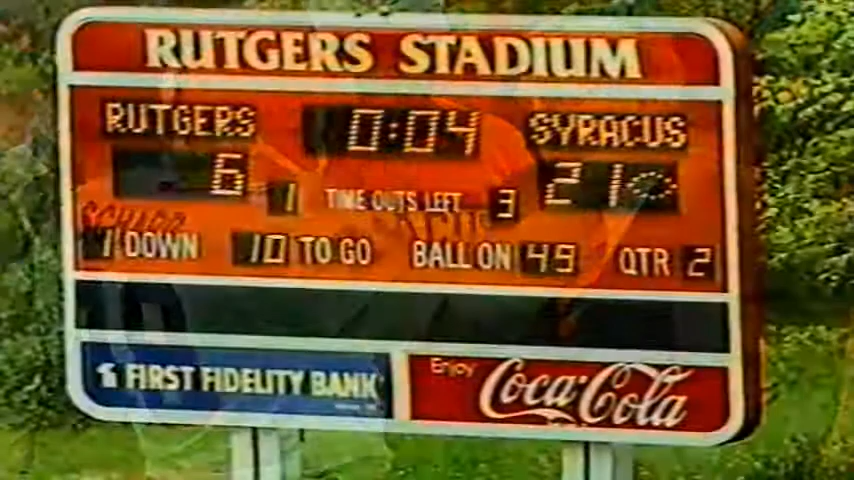 RUTGERS STADIUM
RUTGERS 0:04 SYRACUS
6 1 TIME OUTS LEFT 3 21
1 DOWN 10 TO GO BALL ON 49 QTR 2
FIRST FIDELITY BANK
Enjoy
Coca-Cola